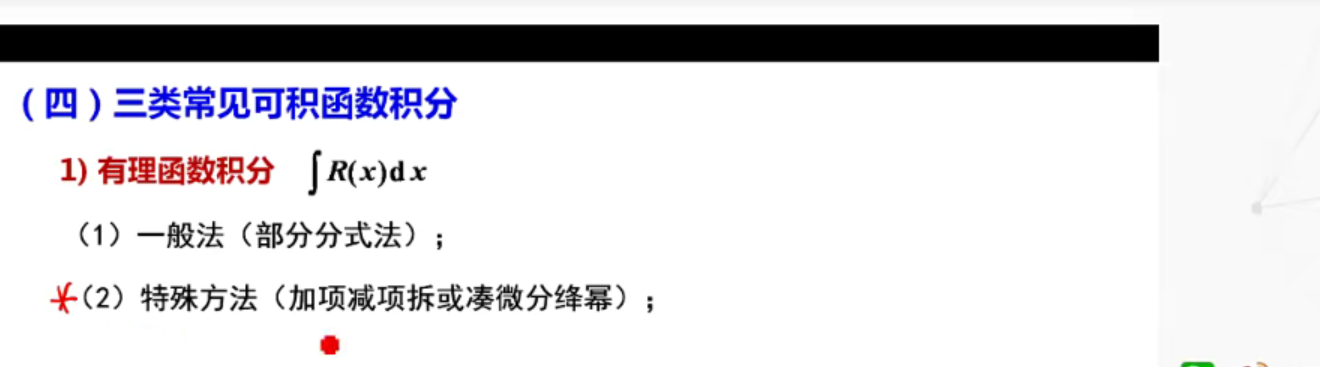 （四）三类常见可积函数积分
1) 有理函数积分 ∫R(x)dx
（1）一般法（部分分式法）；
*（2）特殊方法（加项减项拆或凑微分绛幂）；